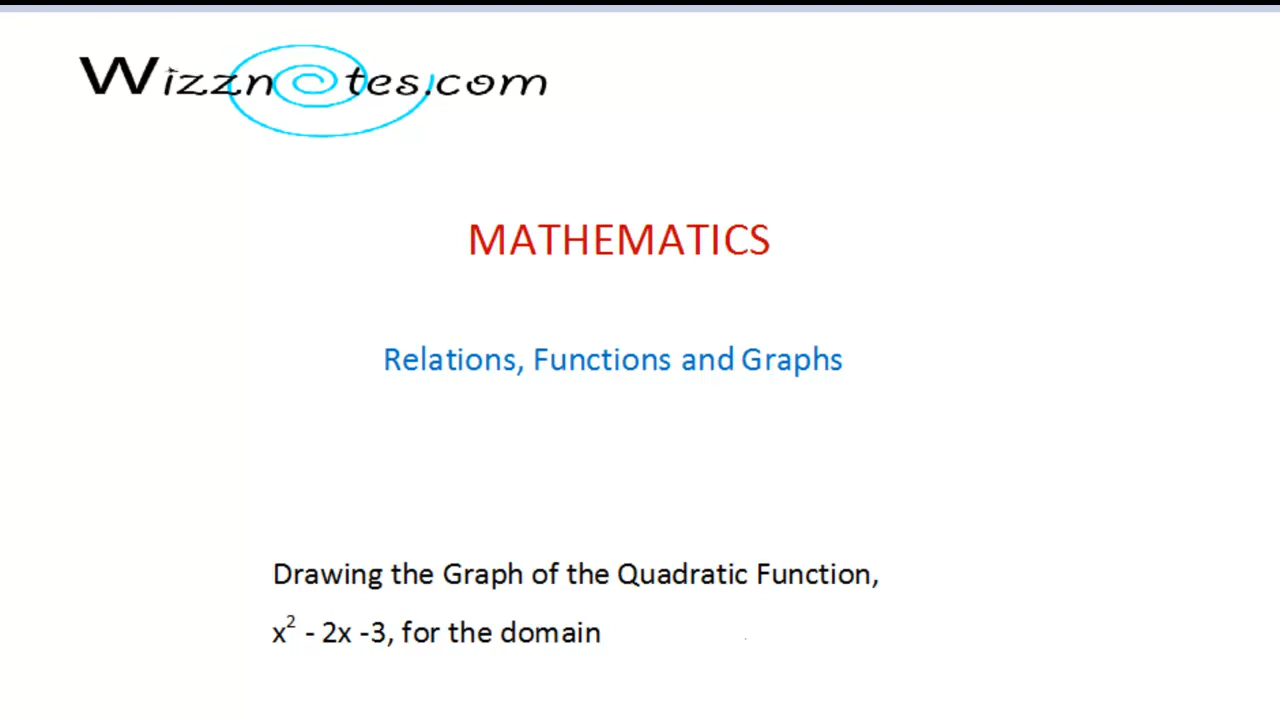 Wizznotes.com
MATHEMATICS
Relations, Functions and Graphs
Drawing the Graph of the Quadratic Function,
x² - 2x -3, for the domain